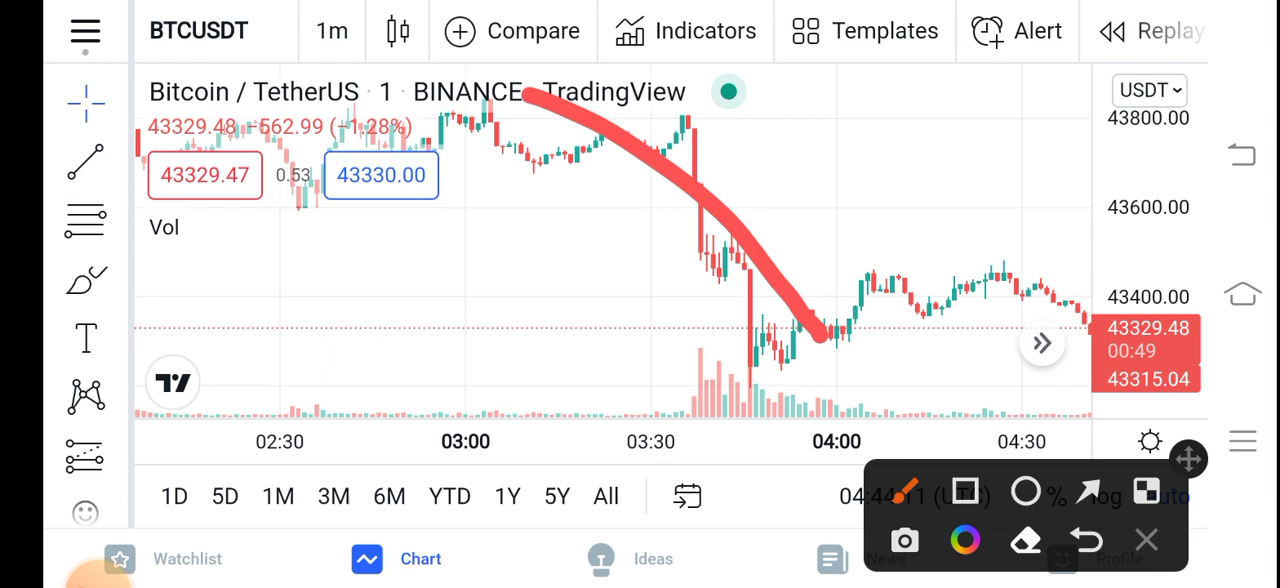 BTCUSDT 1m Compare Indicators Templates Alert Replay
Bitcoin / TetherUS · 1 · BINANCE TradingView USDT
43329.48 −562.99 (−1.28%) 43800.00
43329.47 0.53 43330.00
43600.00
Vol
43400.00
43329.48
00:49
43315.04
02:30 03:00 03:30 04:00 04:30
1D 5D 1M 3M 6M YTD 1Y 5Y All (UTC) %
Watchlist Chart Ideas News Profile